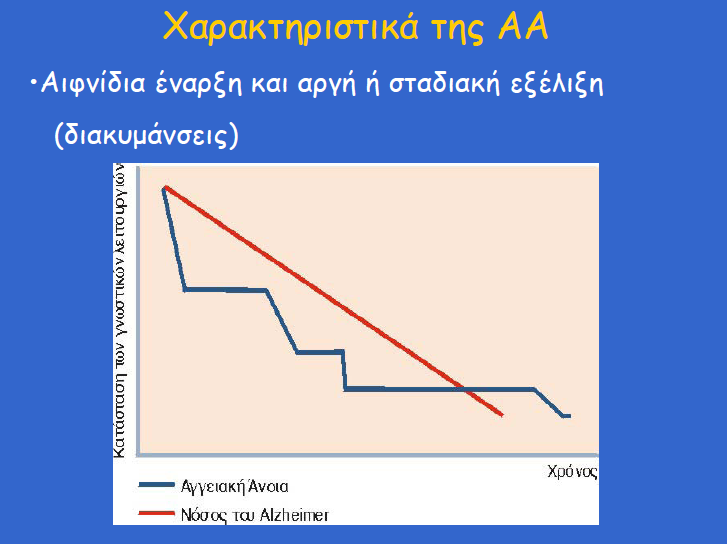 Χαρακτηριστικά της ΑΑ
•Αιφνίδια έναρξη και αργή ή σταδιακή εξέλιξη
(διακυμάνσεις)
Κατάσταση των γνωστικών λειτουργιών
Χρόνος
Αγγειακή Άνοια
Νόσος του Alzheimer